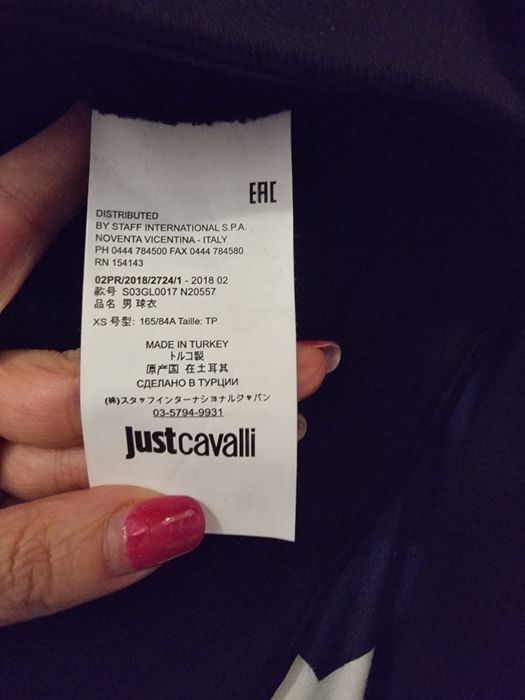 EAC
DISTRIBUTED
BY STAFF INTERNATIONAL S.P.A.
NOVENTA VICENTINA - ITALY
PH 0444 784500 FAX 0444 784580
RN 154143
02PR/2018/2724/1 - 2018 02
款号 S03GL0017 N20557
品名 男 球衣
XS 号型: 165/84A Taille: TP
MADE IN TURKEY
トルコ製
原产国 在土耳其
СДЕЛАНО В ТУРЦИИ
(株)スタッフインターナショナルジャパン
03-5794-9931
justcavalli